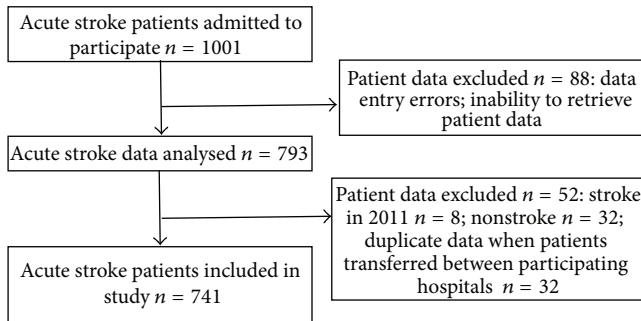 Acute stroke patients admitted to
participate n = 1001
Patient data excluded n = 88: data
entry errors; inability to retrieve
patient data
Acute stroke data analysed n = 793
Patient data excluded n = 52: stroke
in 2011 n = 8; nonstroke n = 32;
duplicate data when patients
transferred between participating
hospitals n = 32
Acute stroke patients included in
study n = 741